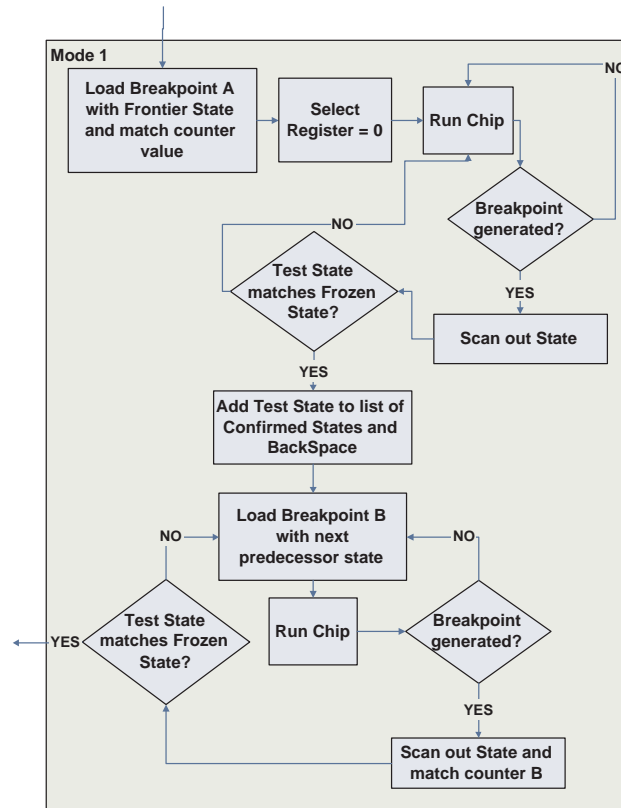 Mode 1
Load Breakpoint A
with Frontier State
and match counter
value
Select
Register = 0
Run Chip
NO
Breakpoint
generated?
YES
Scan out State
NO
Test State
matches Frozen
State?
YES
Add Test State to list of
Confirmed States and
BackSpace
Load Breakpoint B
with next
predecessor state
NO
NO
Run Chip
Breakpoint
generated?
YES
Test State
matches Frozen
State?
YES
Scan out State and
match counter B